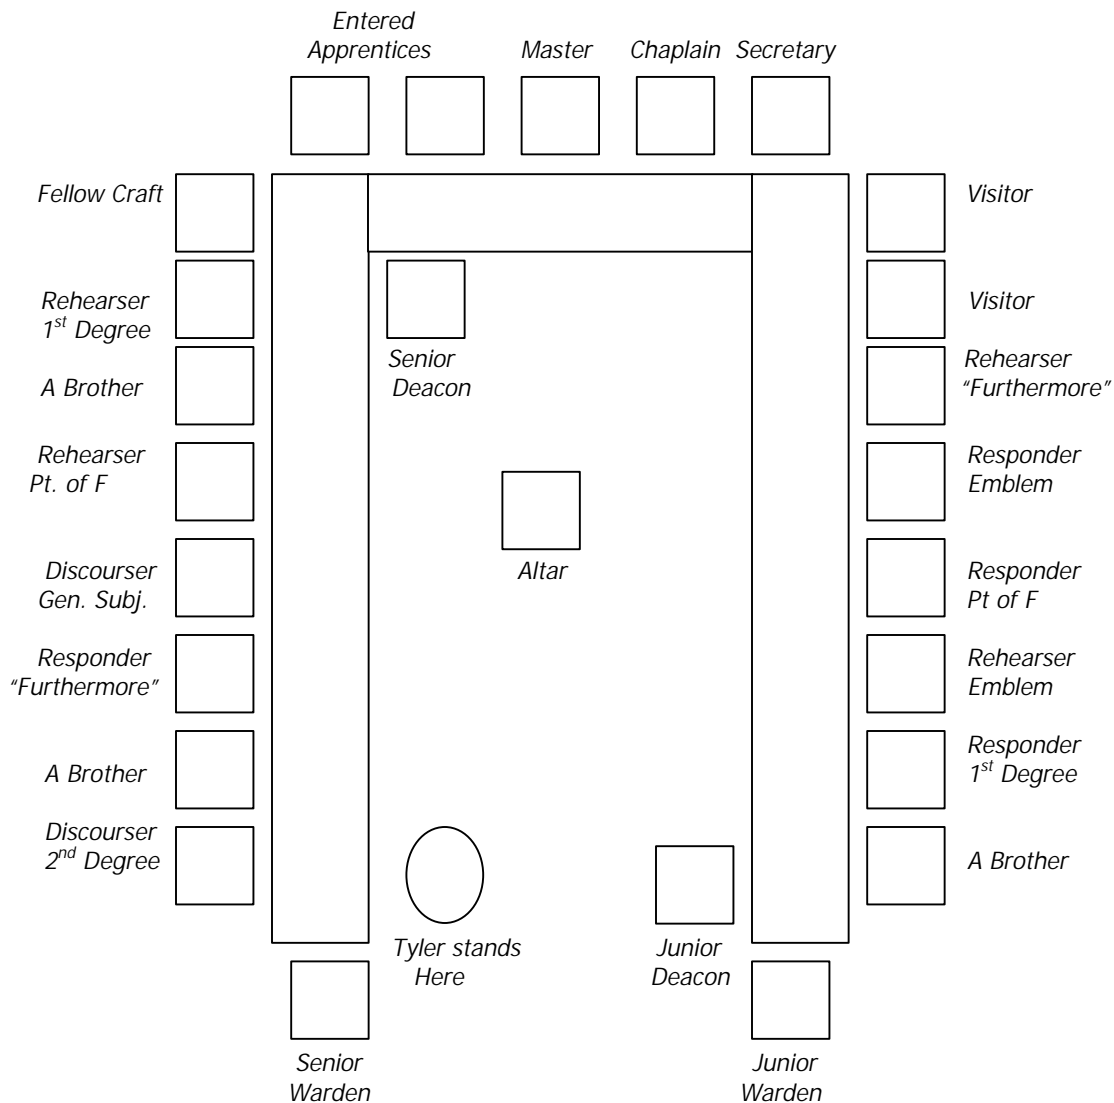 Entered
Apprentices
Master
Chaplain
Secretary
Fellow Craft
Visitor
Rehearser
1st Degree
Visitor
Senior
Deacon
A Brother
Rehearser
“Furthermore”
Rehearser
Pt. of F
Responder
Emblem
Altar
Discourser
Gen. Subj.
Responder
Pt of F
Responder
“Furthermore”
Rehearser
Emblem
A Brother
Responder
1st Degree
Discourser
2nd Degree
A Brother
Tyler stands
Here
Junior
Deacon
Senior
Warden
Junior
Warden